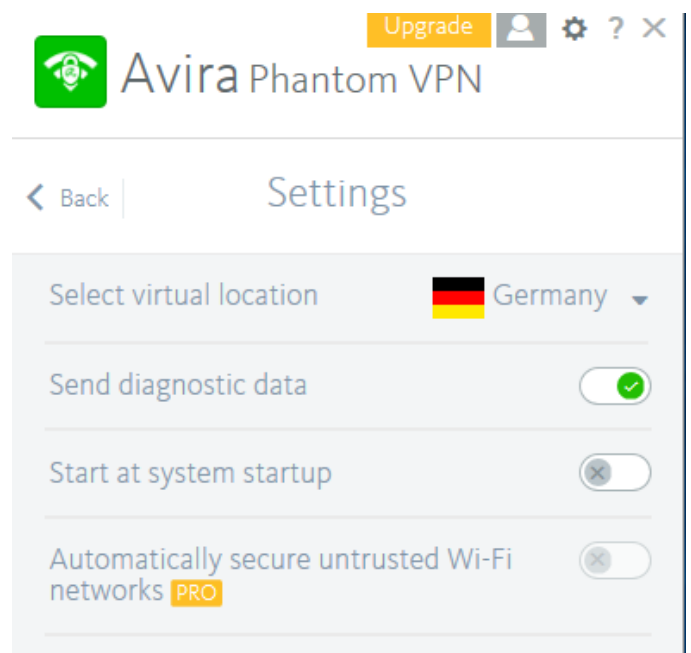 Upgrade ?
Avira Phantom VPN
Back Settings
Select virtual location Germany
Send diagnostic data
Start at system startup
Automatically secure untrusted Wi-Fi
networks PRO